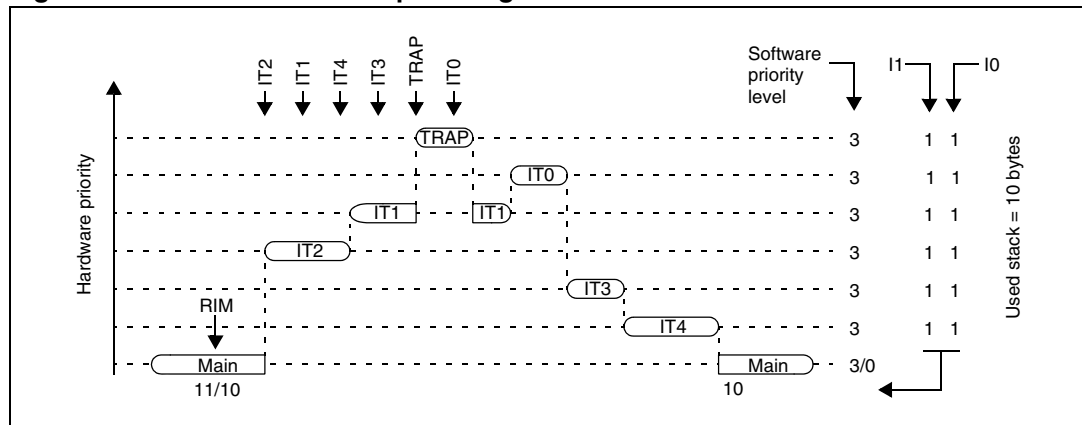 IT2
IT1
IT4
IT3
TRAP
IT0
Software
priority
level
I1
I0
Hardware priority
TRAP
3
1 1
IT0
3
1 1
IT1
IT1
3
1 1
IT2
3
1 1
IT3
3
1 1
RIM
IT4
3
1 1
Main
Main
3/0
11/10
10
Used stack = 10 bytes